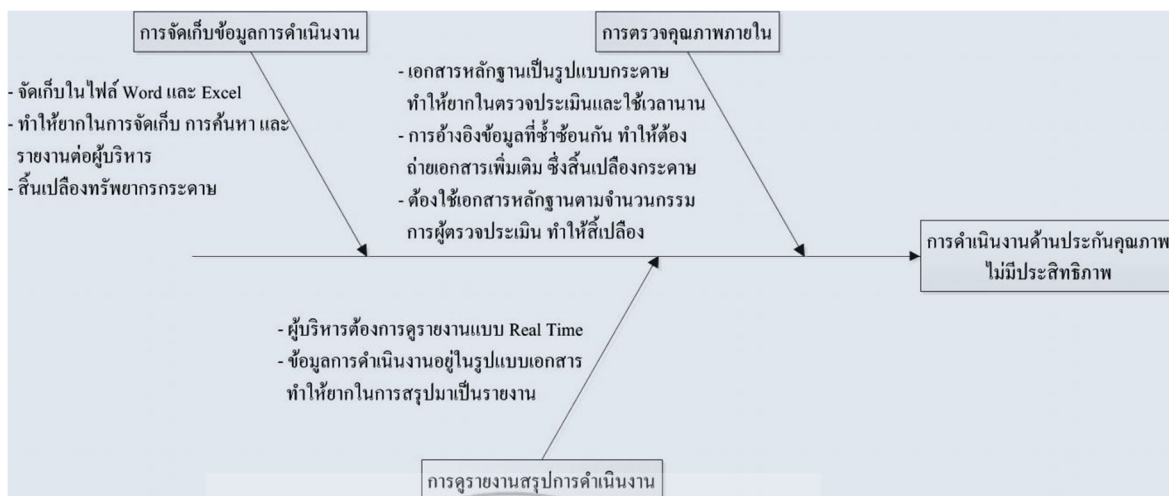 การจัดเก็บข้อมูลการดำเนินงาน
- จัดเก็บในไฟล์ Word และ Excel
- ทำให้ยากในการจัดเก็บ การค้นหา และ
รายงานต่อผู้บริหาร
- สิ้นเปลืองทรัพยากรกระดาษ
การตรวจคุณภาพภายใน
- เอกสารหลักฐานเป็นรูปแบบกระดาษ
ทำให้ยากในตรวจประเมินและใช้เวลานาน
- การอ้างอิงข้อมูลที่ซ้ำซ้อนกัน ทำให้ต้อง
ถ่ายเอกสารเพิ่มเติม ซึ่งสิ้นเปลืองกระดาษ
- ต้องใช้เอกสารหลักฐานตามจำนวนกรรม
การผู้ตรวจประเมิน ทำให้สิ้เปลือง
การดำเนินงานด้านประกันคุณภาพ
ไม่มีประสิทธิภาพ
- ผู้บริหารต้องการดูรายงานแบบ Real Time
- ข้อมูลการดำเนินงานอยู่ในรูปแบบเอกสาร
ทำให้ยากในการสรุปมาเป็นรายงาน
การดูรายงานสรุปการดำเนินงาน